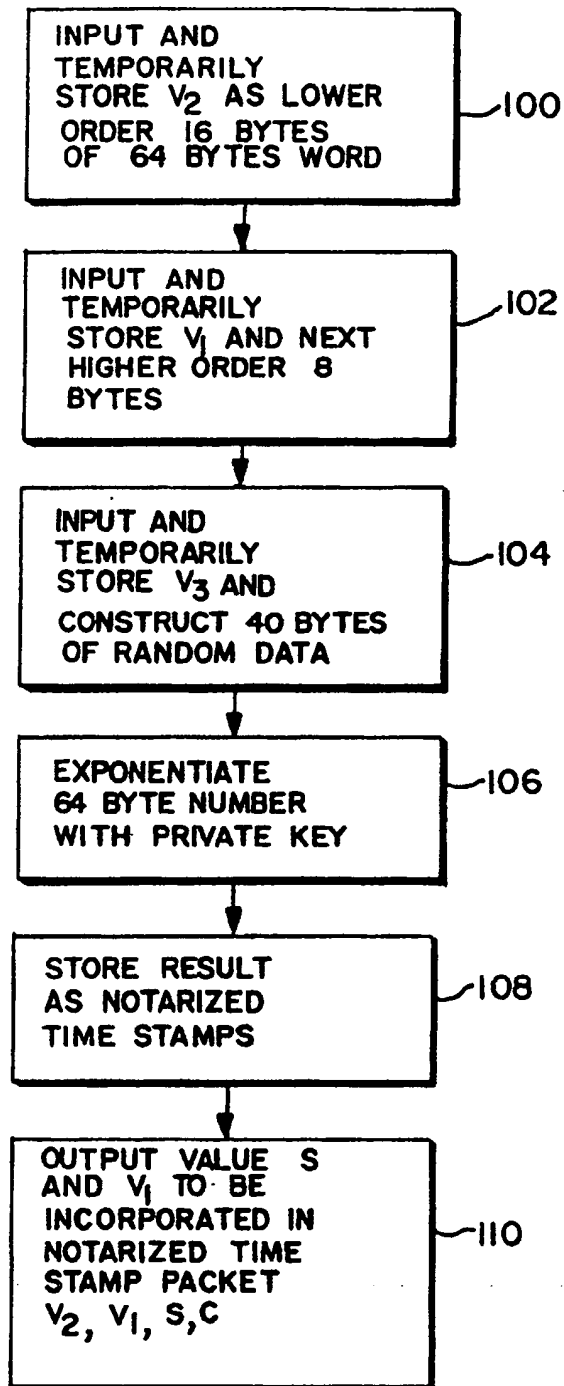 INPUT AND
TEMPORARILY
STORE V₂ AS LOWER
ORDER 16 BYTES
OF 64 BYTES WORD
100
INPUT AND
TEMPORARILY
STORE V₁ AND NEXT
HIGHER ORDER 8
BYTES
102
INPUT AND
TEMPORARILY
STORE V₃ AND
CONSTRUCT 40 BYTES
OF RANDOM DATA
104
EXPONENTIATE
64 BYTE NUMBER
WITH PRIVATE KEY
106
STORE RESULT
AS NOTARIZED
TIME STAMPS
108
OUTPUT VALUE S
AND V₁ TO BE
INCORPORATED IN
NOTARIZED TIME
STAMP PACKET
V₂, V₁, S, C
110